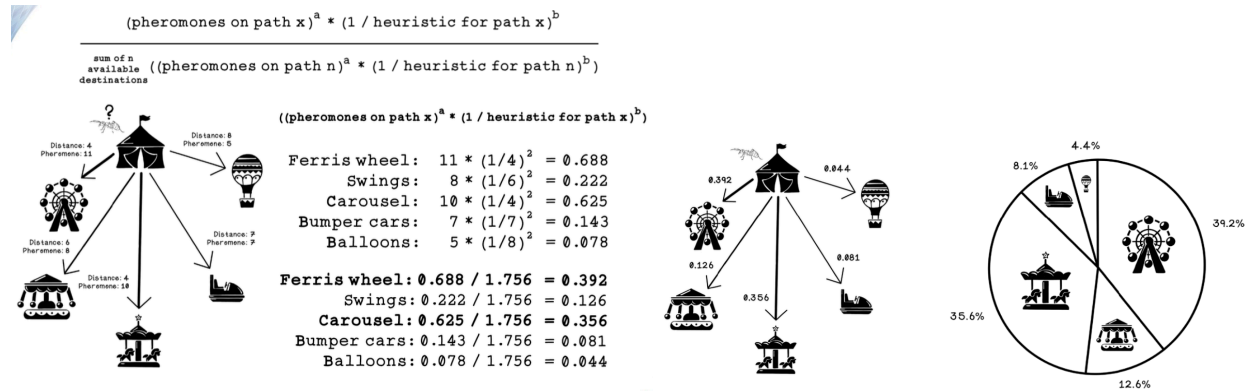 (pheromones on path x)^a * (1 / heuristic for path x)^b
sum of n
available
destinations
((pheromones on path n)^a * (1 / heuristic for path n)^b)
?
Distance: 4
Pheremene: 11
Distance: 8
Pheremene: 5
Distance: 6
Pheremene: 8
Distance: 4
Pheremene: 10
Distance: 7
Pheremene: 7
((pheromones on path x)^a * (1 / heuristic for path x)^b)
Ferris wheel: 11 * (1/4)^2 = 0.688
Swings: 8 * (1/6)^2 = 0.222
Carousel: 10 * (1/4)^2 = 0.625
Bumper cars: 7 * (1/7)^2 = 0.143
Balloons: 5 * (1/8)^2 = 0.078
Ferris wheel: 0.688 / 1.756 = 0.392
Swings: 0.222 / 1.756 = 0.126
Carousel: 0.625 / 1.756 = 0.356
Bumper cars: 0.143 / 1.756 = 0.081
Balloons: 0.078 / 1.756 = 0.044
0.392
0.044
0.126
0.081
0.356
4.4%
8.1%
39.2%
35.6%
12.6%